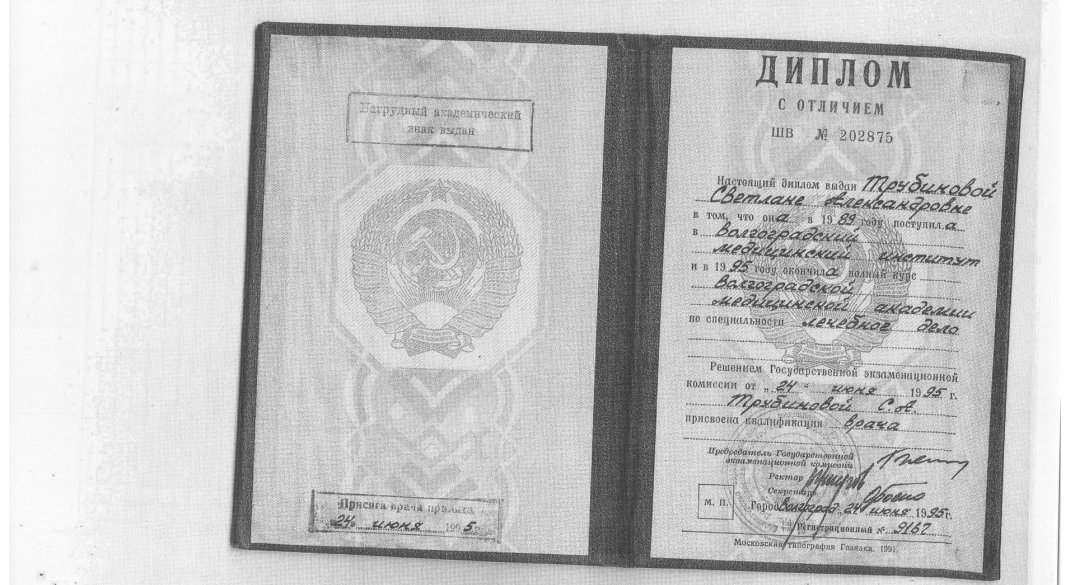 Нагрудный академический
знак выдан
Присяга врача принята
„24„ июня 1995г.
ДИПЛОМ
С ОТЛИЧИЕМ
ШВ № 202875
Настоящий диплом выдан Трубиновой
Светлане Александровне
в том, что она в 1989 году поступила
в Волгоградский
медицинский институт
и в 1995 году окончила полный курс
Волгоградской
медицинской академии
по специальности лечебное дело
Решением Государственной экзаменационной
комиссии от „ 24 “ июня 1995 г.
Трубиновой С.А.
присвоена квалификация врача
Председатель Государственной
экзаменационной комиссии
Ректор
Секретарь
М. П.
Город Волгоград, 24 июня 1995г.
Регистрационный № 9167
Московская типография Гознака. 1991.